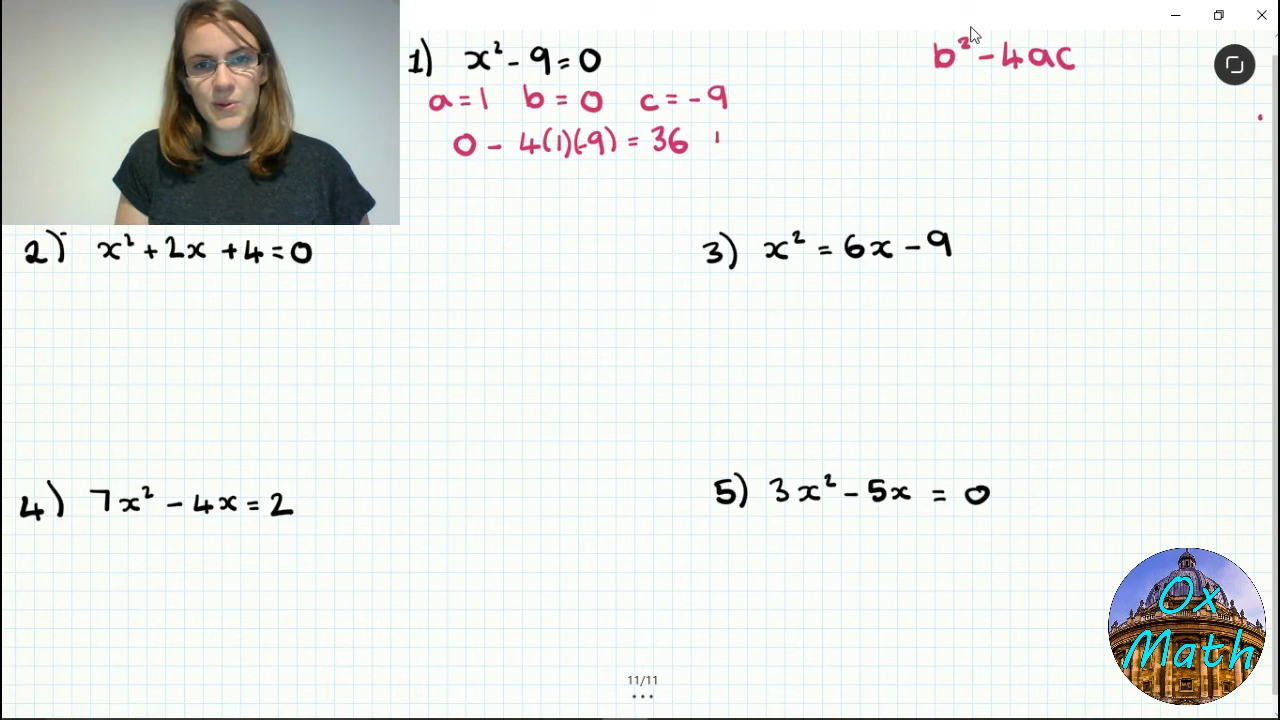 1) x² - 9 = 0
b² - 4ac
a = 1 b = 0 c = -9
0 - 4(1)(-9) = 36
2) x² + 2x + 4 = 0
3) x² = 6x - 9
4) 7x² - 4x = 2
5) 3x² - 5x = 0
Ox
Math
11/11